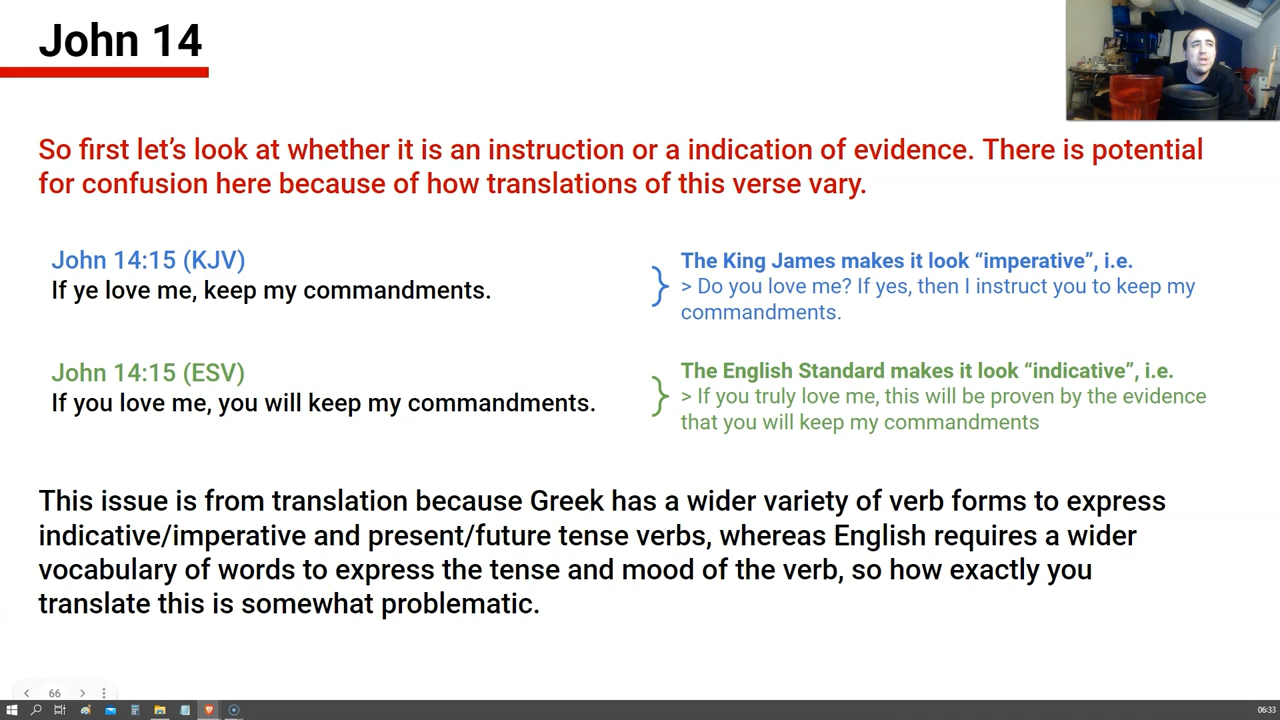 John 14
So first let’s look at whether it is an instruction or a indication of evidence. There is potential
for confusion here because of how translations of this verse vary.
John 14:15 (KJV)
If ye love me, keep my commandments.
The King James makes it look “imperative”, i.e.
> Do you love me? If yes, then I instruct you to keep my
commandments.
John 14:15 (ESV)
If you love me, you will keep my commandments.
The English Standard makes it look “indicative”, i.e.
> If you truly love me, this will be proven by the evidence
that you will keep my commandments
This issue is from translation because Greek has a wider variety of verb forms to express
indicative/imperative and present/future tense verbs, whereas English requires a wider
vocabulary of words to express the tense and mood of the verb, so how exactly you
translate this is somewhat problematic.
66
06:33